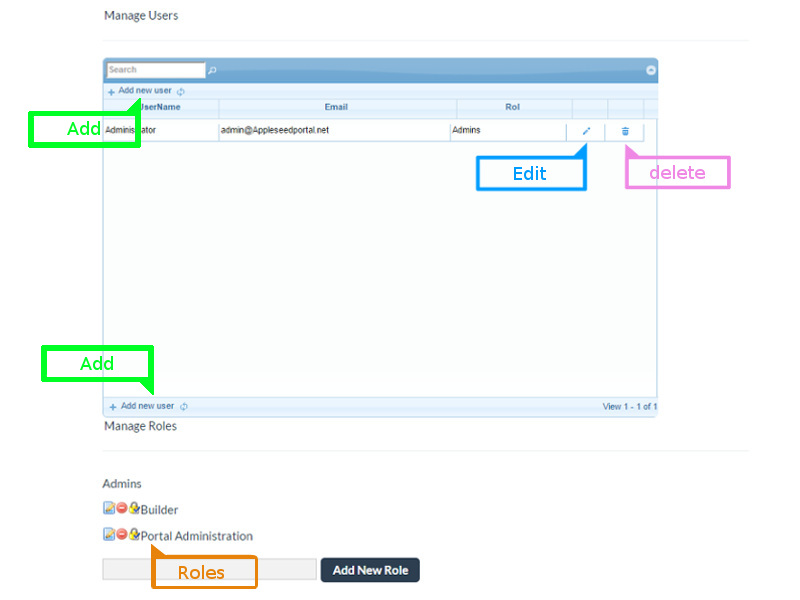 Manage Users
Search
Add new user
UserName Email Rol
Add
Administrator admin@Appleseedportal.net Admins
Edit
delete
Add
Add new user View 1 - 1 of 1
Manage Roles
Admins
Builder
Portal Administration
Roles
Add New Role